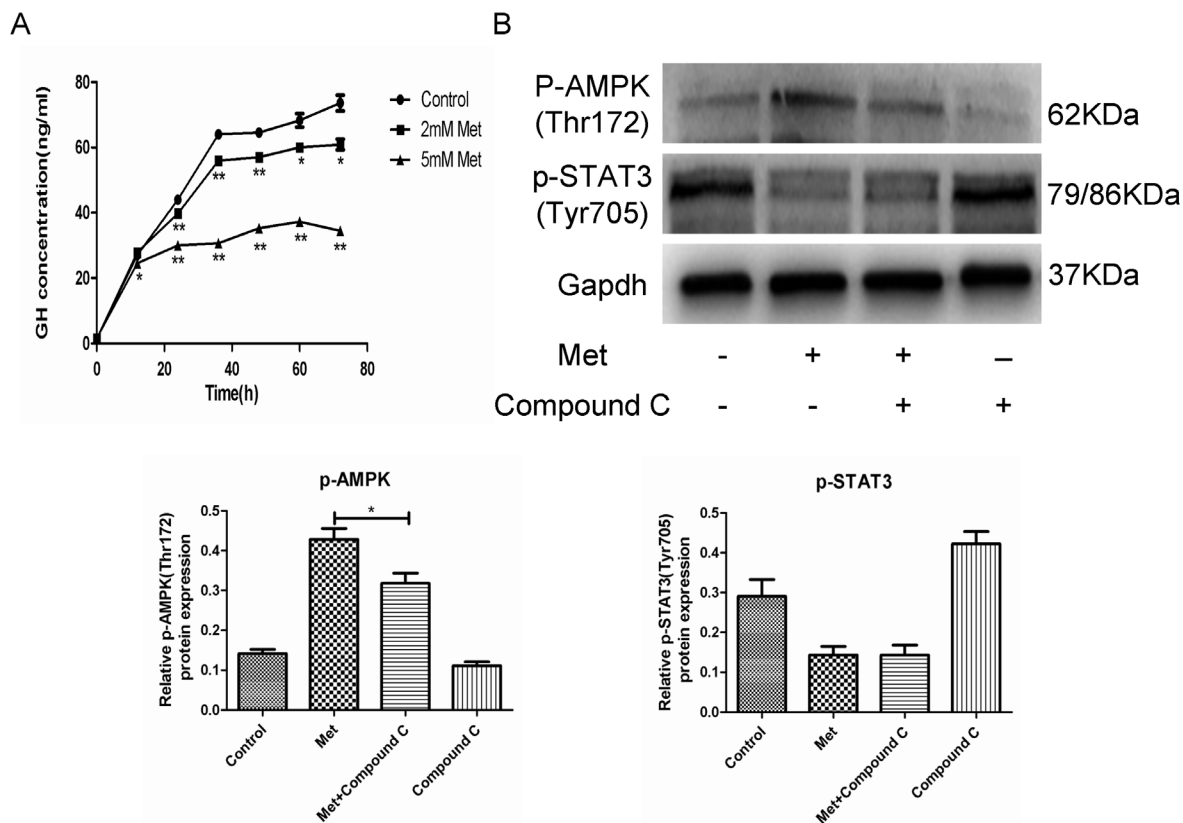 A
GH concentration(ng/ml)
80
60
40
20
0
0 20 40 60 80
Time(h)
Control
2mM Met
5mM Met
** ** ** * *
* ** ** ** ** **
B
P-AMPK
(Thr172)
62KDa
p-STAT3
(Tyr705)
79/86KDa
Gapdh
37KDa
Met - + + –
Compound C - - + +
p-AMPK
Relative p-AMPK(Thr172)
protein expression
0.5
0.4
0.3
0.2
0.1
0.0
*
Control
Met
Met+Compound C
Compound C
p-STAT3
Relative p-STAT3(Tyr705)
protein expression
0.5
0.4
0.3
0.2
0.1
0.0
Control
Met
Met+Compound C
Compound C